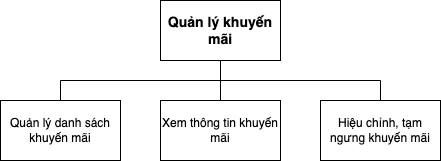 Quản lý khuyến
mãi
Quản lý danh sách
khuyến mãi
Xem thông tin khuyến
mãi
Hiệu chính, tạm
ngưng khuyến mãi